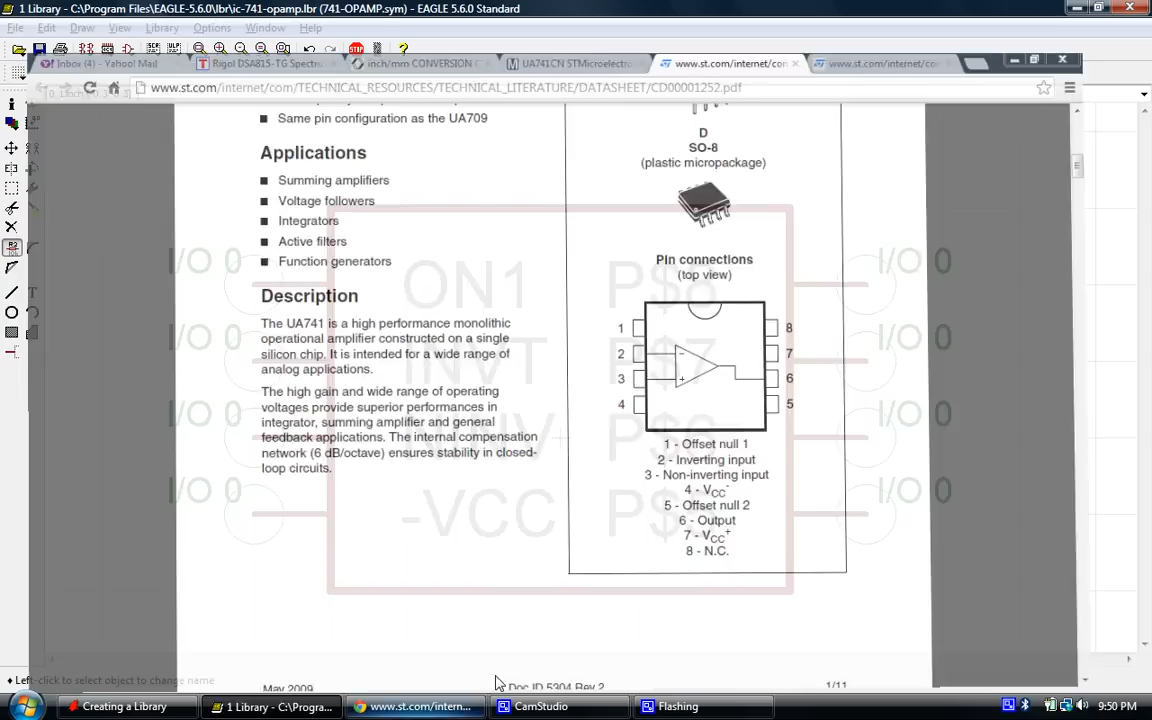 1 Library - C:\Program Files\EAGLE-5.6.0\lbr\ic-741-opamp.lbr (741-OPAMP.sym) - EAGLE 5.6.0 Standard
File Edit Draw View Library Options Window Help
Inbox (4) - Yahoo! Mail
Rigol DSA815-TG Spectr
inch/mm CONVERSION C
UA741CN STMicroelectro
www.st.com/internet/con
www.st.com/internet/con
www.st.com/internet/com/TECHNICAL_RESOURCES/TECHNICAL_LITERATURE/DATASHEET/CD00001252.pdf
Same pin configuration as the UA709
Applications
Summing amplifiers
Voltage followers
Integrators
Active filters
Function generators
Description
The UA741 is a high performance monolithic
operational amplifier constructed on a single
silicon chip. It is intended for a wide range of
analog applications.
The high gain and wide range of operating
voltages provide superior performances in
integrator, summing amplifier and general
feedback applications. The internal compensation
network (6 dB/octave) ensures stability in closed-
loop circuits.
D
SO-8
(plastic micropackage)
Pin connections
(top view)
1 8
2 7
3 6
4 5
1 - Offset null 1
2 - Inverting input
3 - Non-inverting input
4 - VCC-
5 - Offset null 2
6 - Output
7 - VCC+
8 - N.C.
I/O 0 ON1 P$8 I/O 0
I/O 0 INVT P$7 I/O 0
I/O 0 P$6 I/O 0
I/O 0 -VCC P$5 I/O 0
May 2009 Doc ID 5304 Rev 2 1/11
Left-click to select object to change name
Creating a Library
1 Library - C:\Progra...
www.st.com/intern...
CamStudio
Flashing
9:50 PM